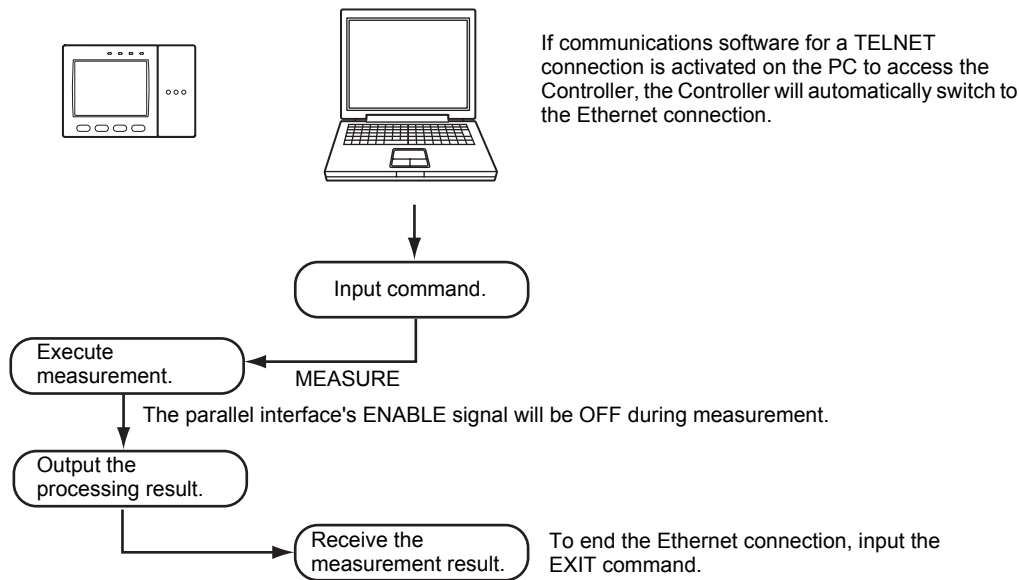 If communications software for a TELNET
connection is activated on the PC to access the
Controller, the Controller will automatically switch to
the Ethernet connection.
Input command.
Execute
measurement.
MEASURE
The parallel interface's ENABLE signal will be OFF during measurement.
Output the
processing result.
Receive the
measurement result.
To end the Ethernet connection, input the
EXIT command.